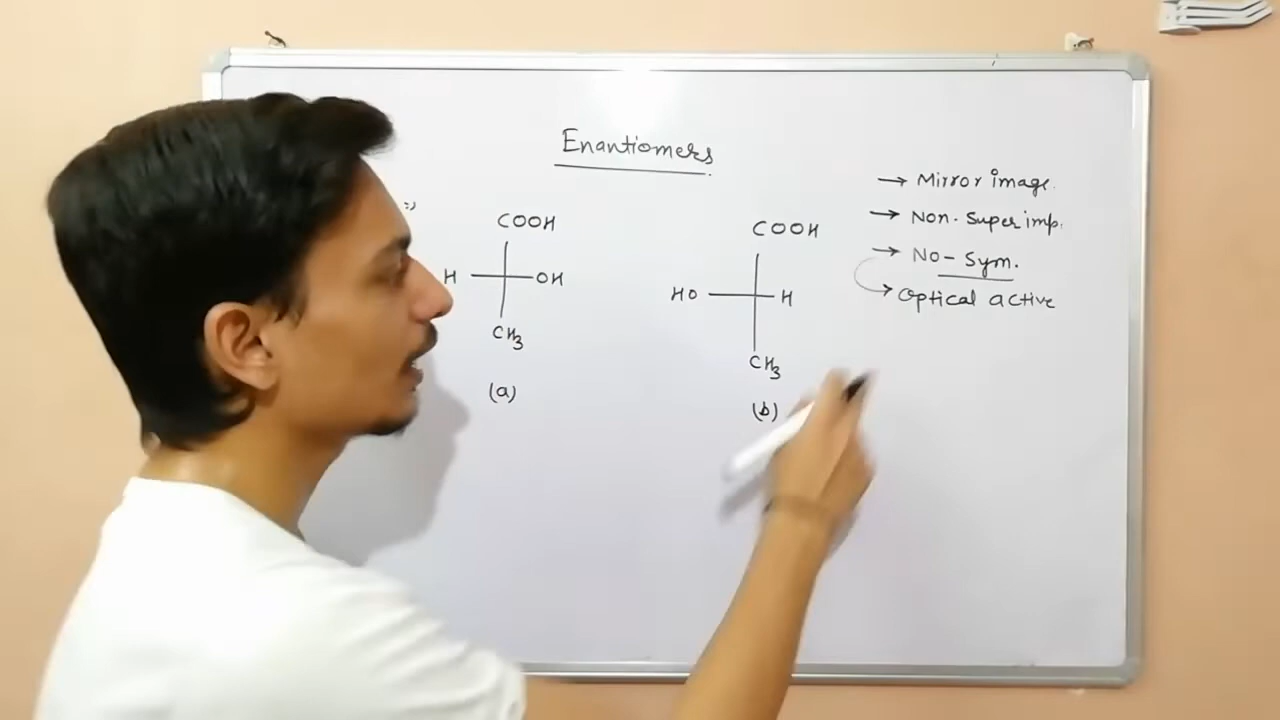 Enantiomers
COOH
H OH
CH3
(a)
COOH
HO H
CH3
(b)
→ Mirror image.
→ Non-Superimp.
→ No-Sym.
→ Optical active